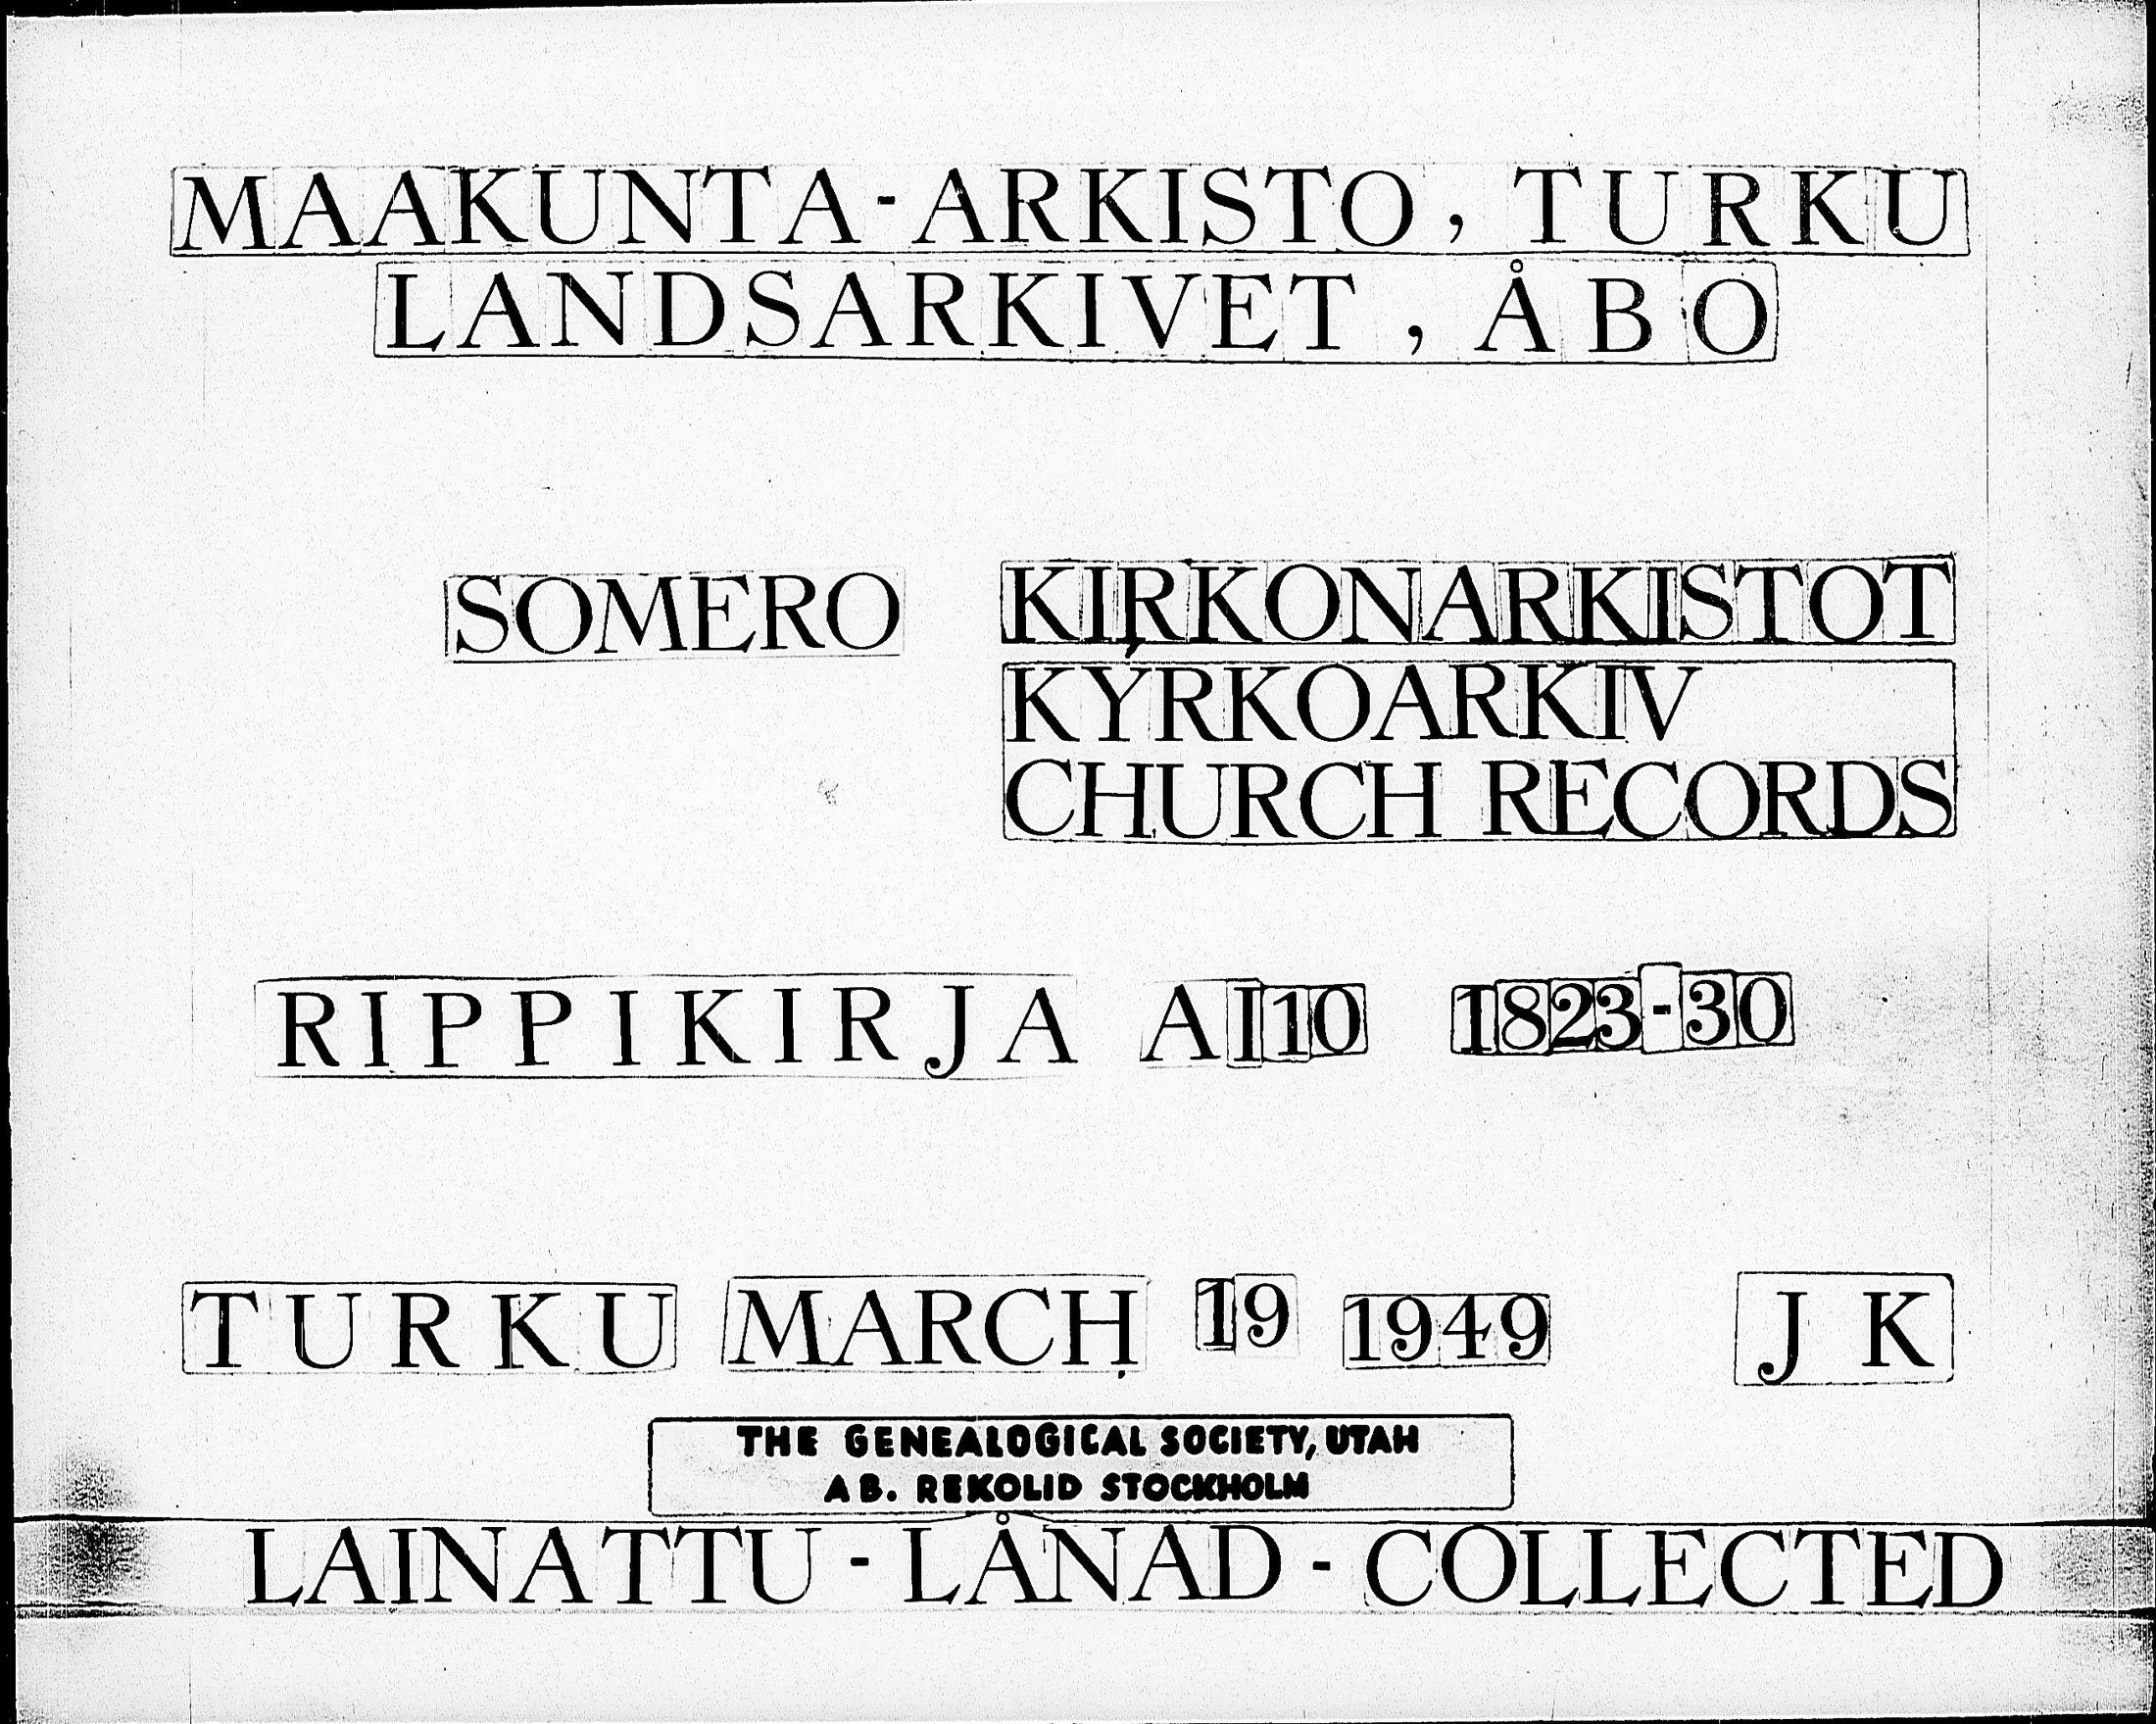 MAAKUNTA-ARKISTO, TURKU
LANDSARKIVET, ÅBO
SOMERO KIRKONARKISTOT
KYRKOARKIV
CHURCH RECORDS
RIPPIKIRJA AI10 1823-30
TURKU MARCH 19 1949 J K
THE GENEALOGICAL SOCIETY, UTAH
AB. REKOLID STOCKHOLM
LAINATTU - LÅNAD - COLLECTED